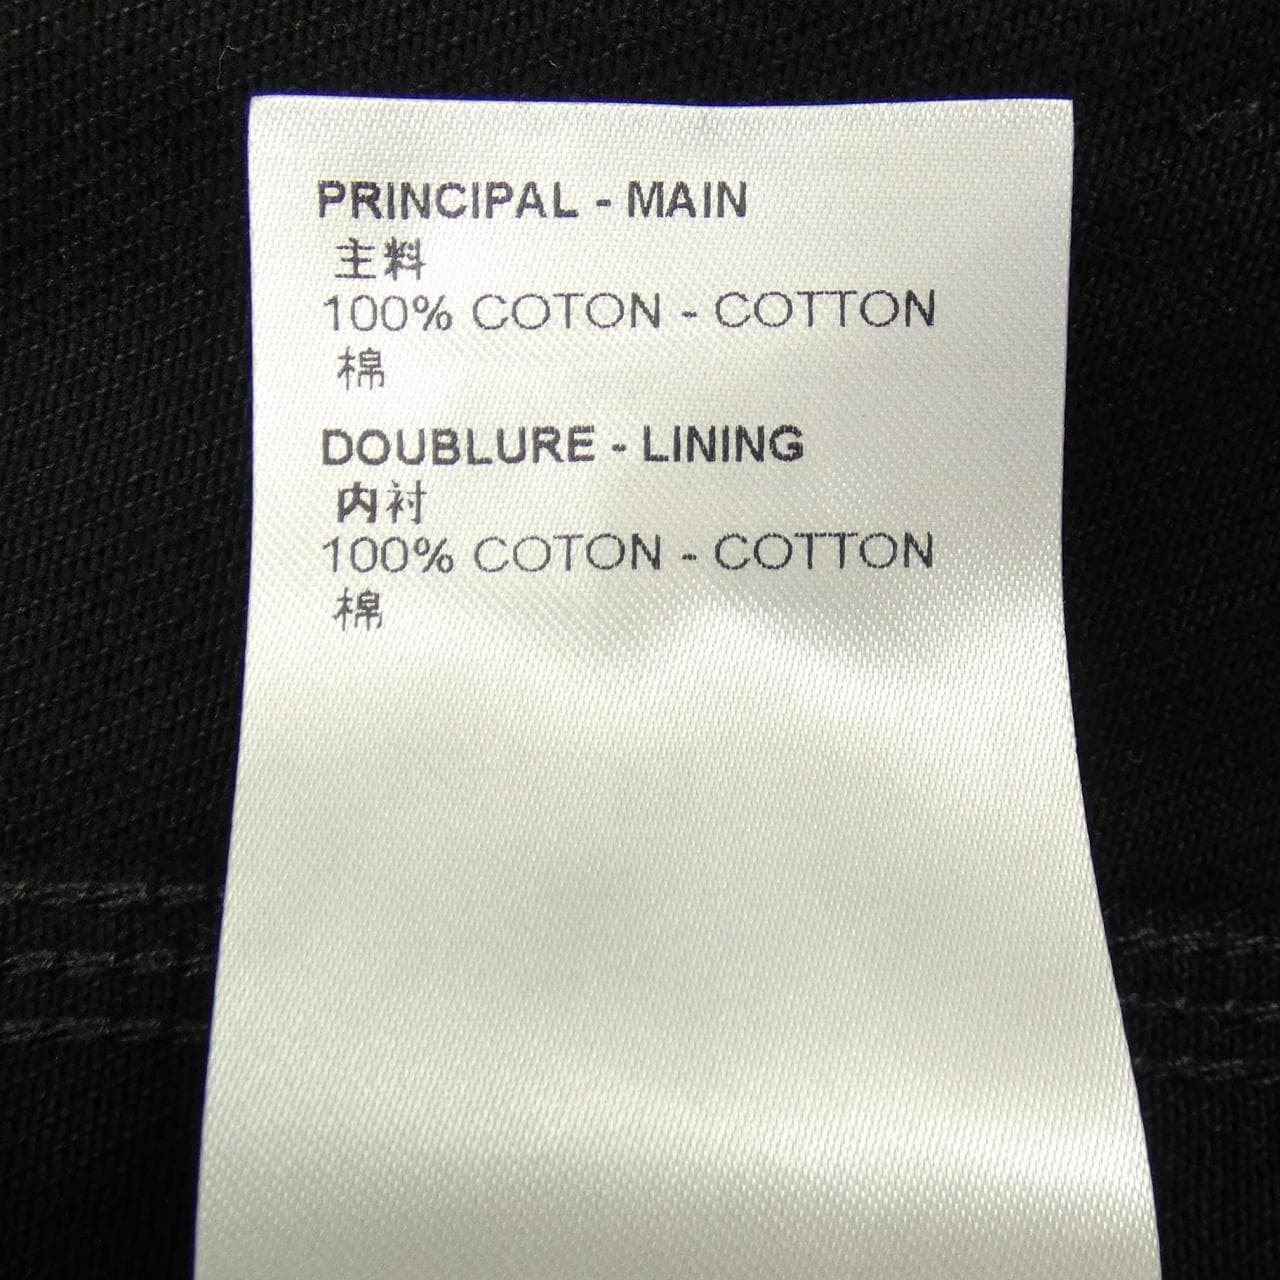 PRINCIPAL - MAIN
主料
100% COTON - COTTON
棉
DOUBLURE - LINING
内衬
100% COTON - COTTON
棉